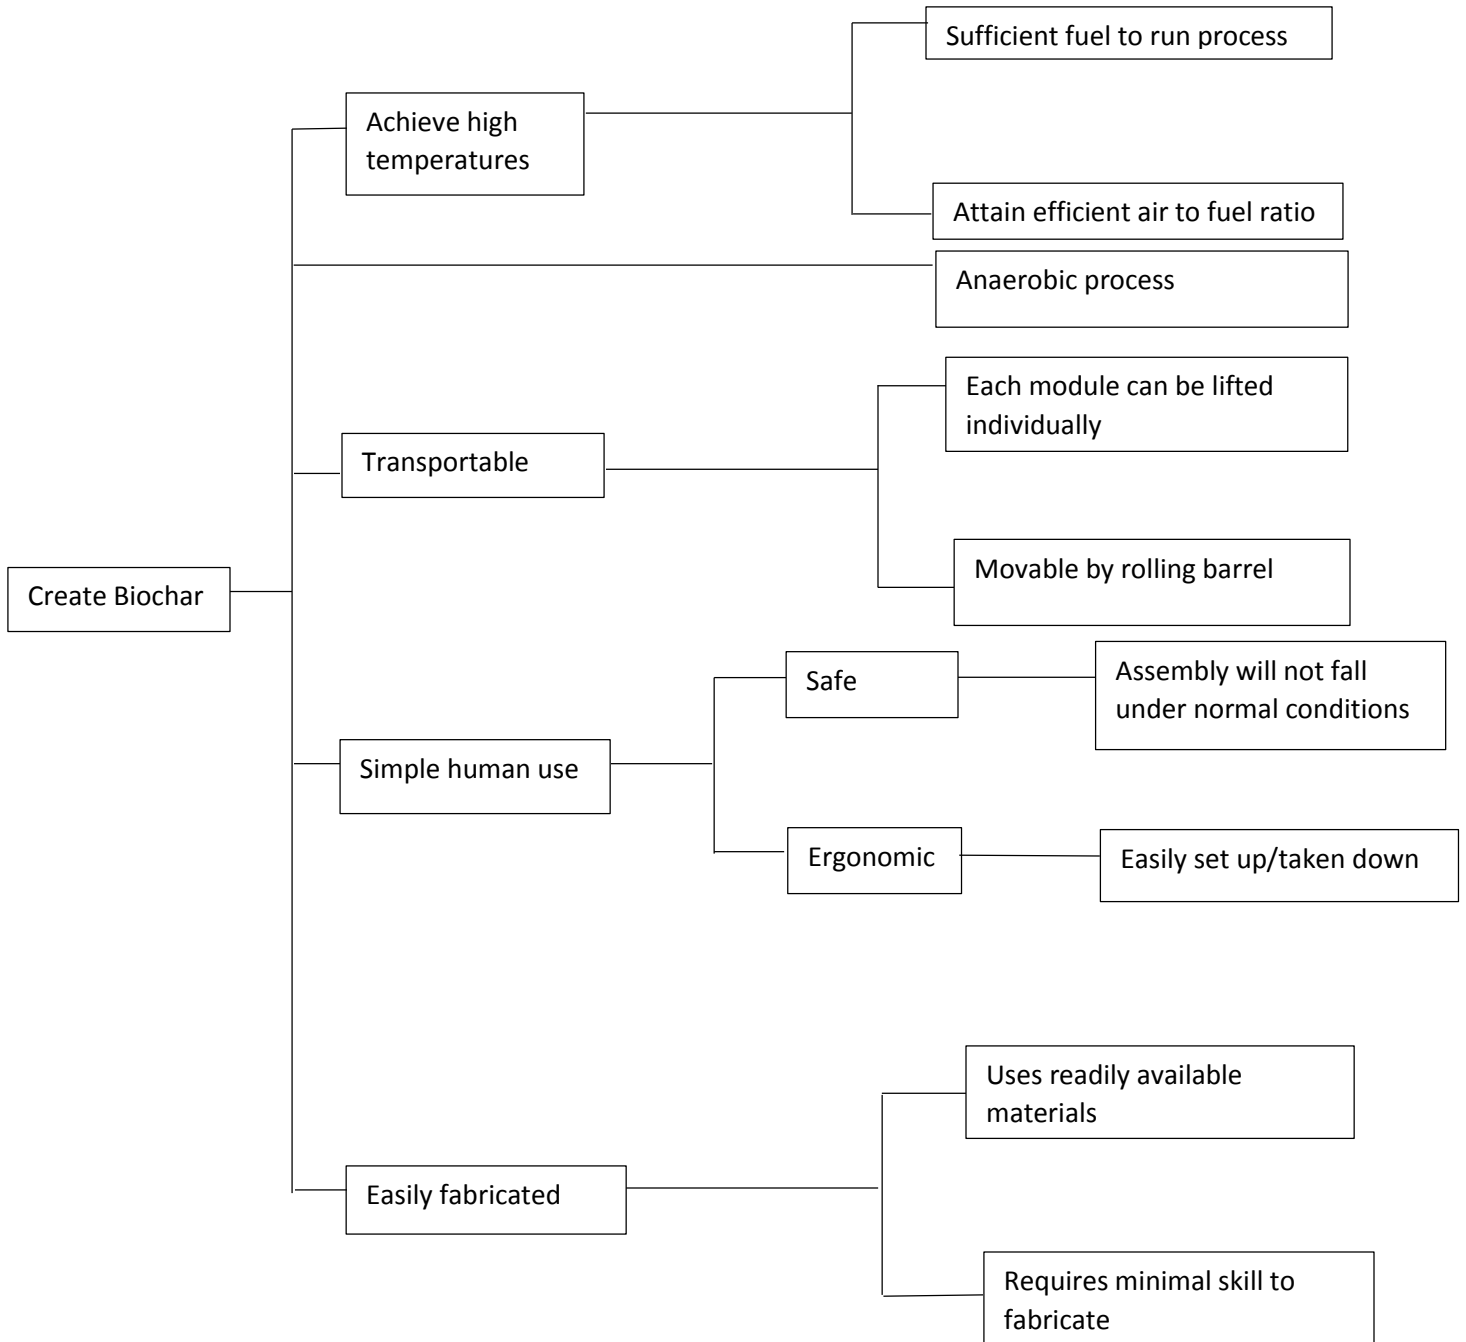 Sufficient fuel to run process
Achieve high
temperatures
Attain efficient air to fuel ratio
Anaerobic process
Each module can be lifted
individually
Transportable
Movable by rolling barrel
Create Biochar
Safe
Assembly will not fall
under normal conditions
Simple human use
Ergonomic
Easily set up/taken down
Uses readily available
materials
Easily fabricated
Requires minimal skill to
fabricate